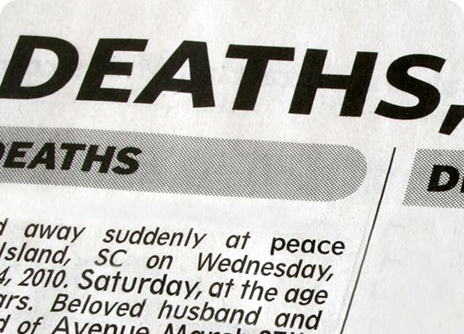 DEATHS,
DEATHS
d away suddenly at peace
Island, SC on Wednesday,
4, 2010. Saturday, at the age
ars. Beloved husband and
d of Avenue March